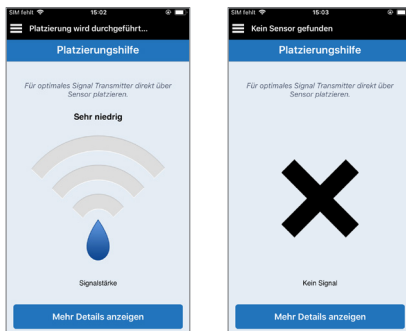 SIM fehlt 15:02
Platzierung wird durchgeführt...
Platzierungshilfe
Für optimales Signal Transmitter direkt über
Sensor platzieren.
Sehr niedrig
Signalstärke
Mehr Details anzeigen
SIM fehlt 15:03
Kein Sensor gefunden
Platzierungshilfe
Für optimales Signal Transmitter direkt über
Sensor platzieren.
Kein Signal
Mehr Details anzeigen